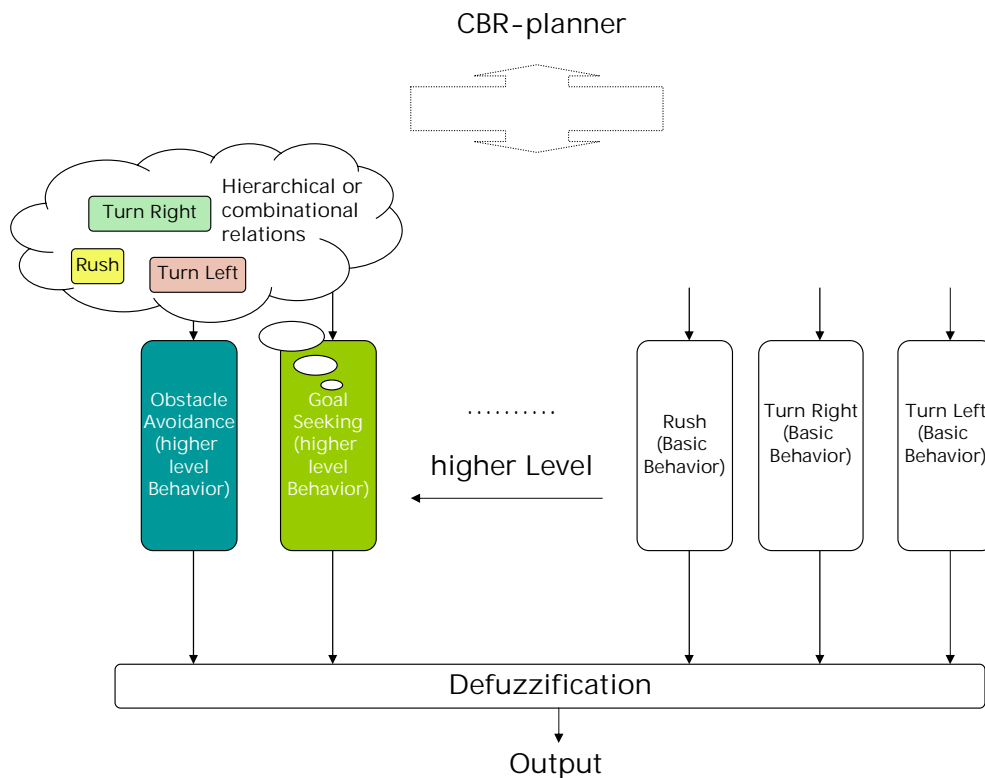 CBR-planner
Hierarchical or
combinational
relations
Turn Right
Rush
Turn Left
Obstacle
Avoidance
(higher
level
Behavior)
Goal
Seeking
(higher
level
Behavior)
..........
higher Level
Rush
(Basic
Behavior)
Turn Right
(Basic
Behavior)
Turn Left
(Basic
Behavior)
Defuzzification
Output